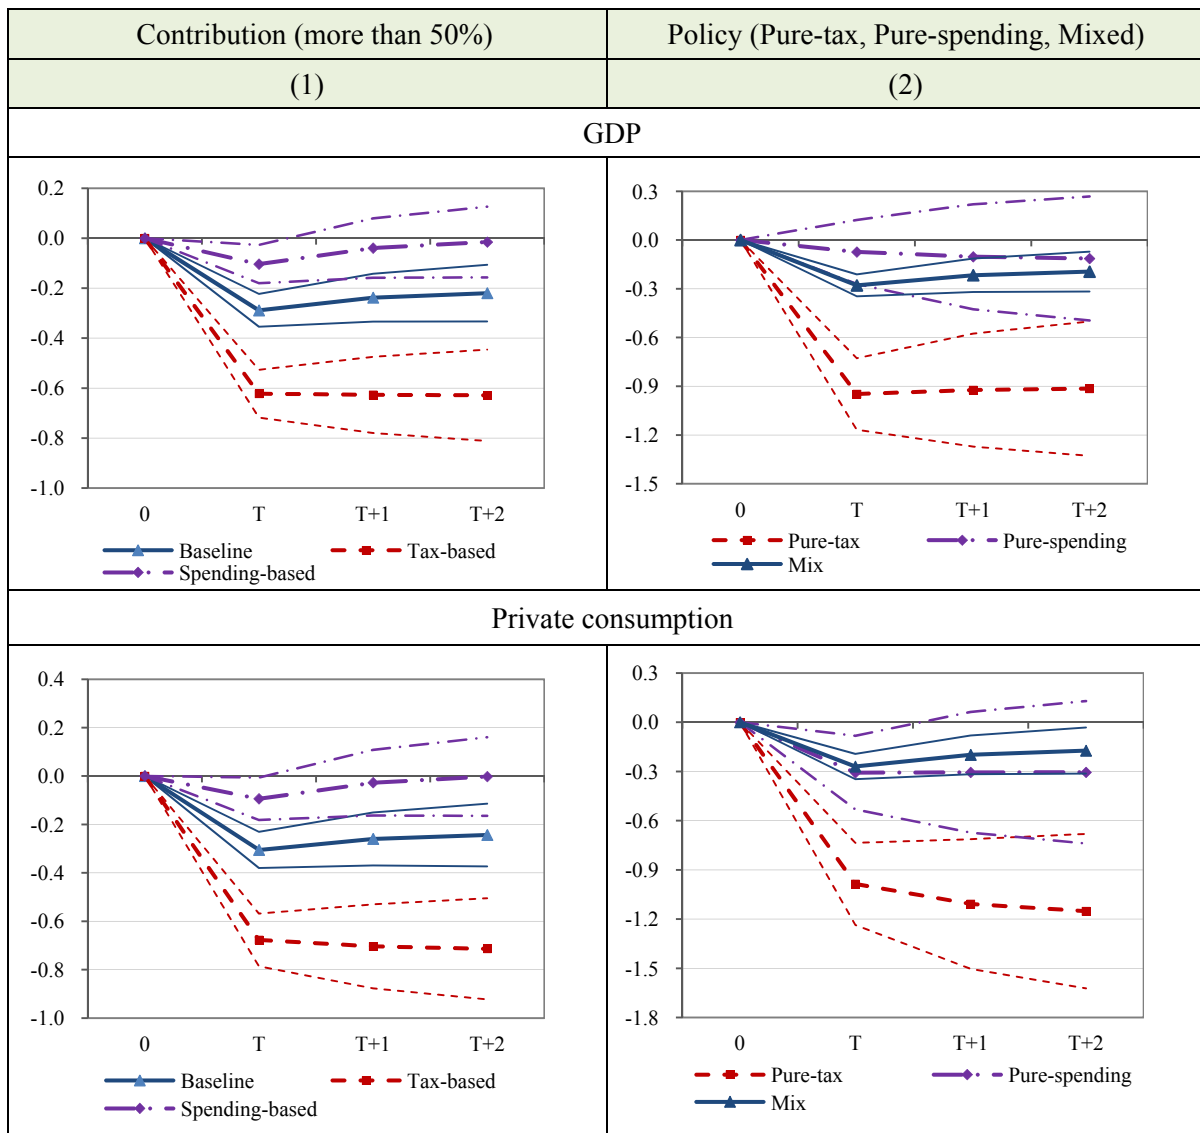 Contribution (more than 50%) Policy (Pure-tax, Pure-spending, Mixed)
(1) (2)
GDP
0.2
0.0
-0.2
-0.4
-0.6
-0.8
-1.0
0 T T+1 T+2
Baseline Tax-based
Spending-based
0.3
0.0
-0.3
-0.6
-0.9
-1.2
-1.5
0 T T+1 T+2
Pure-tax Pure-spending
Mix
Private consumption
0.4
0.2
0.0
-0.2
-0.4
-0.6
-0.8
-1.0
0 T T+1 T+2
Baseline Tax-based
Spending-based
0.3
0.0
-0.3
-0.6
-0.9
-1.2
-1.5
-1.8
0 T T+1 T+2
Pure-tax Pure-spending
Mix